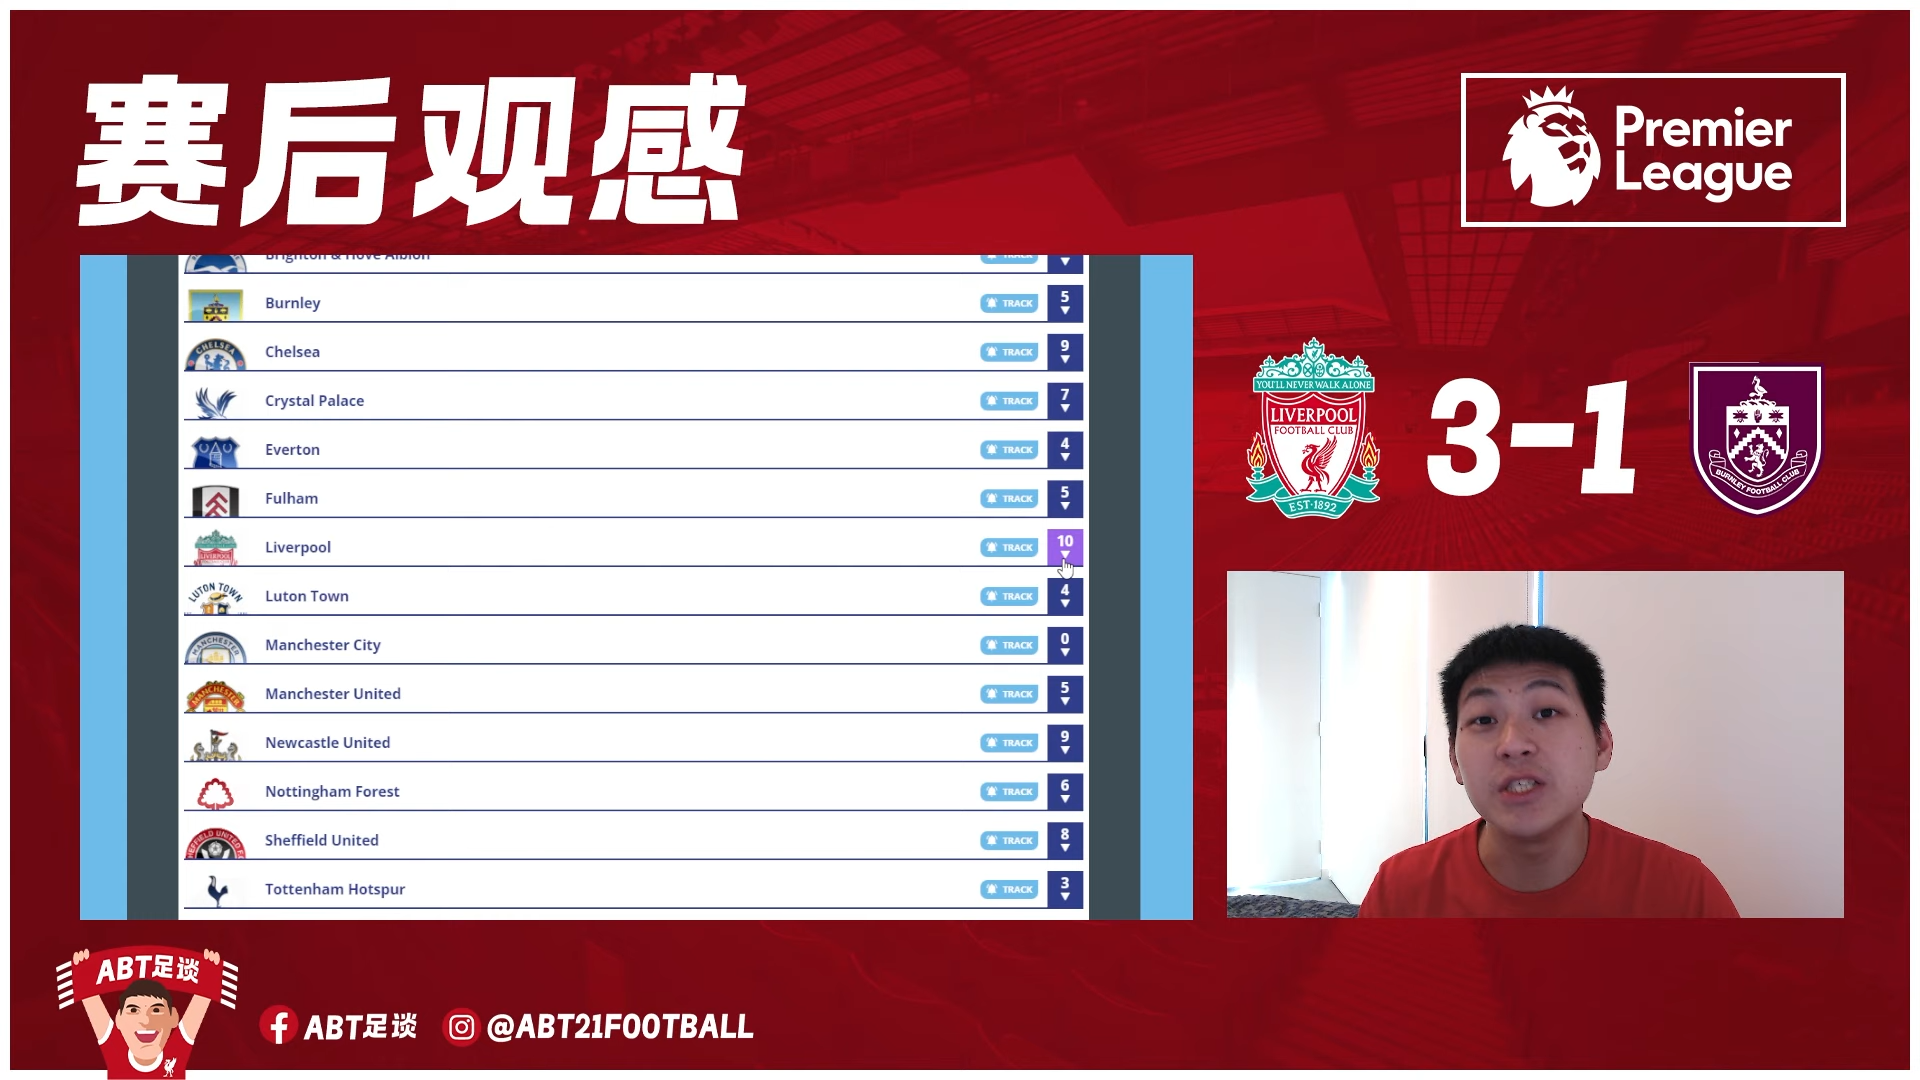 赛后观感
Premier
League
Brighton & Hove Albion
TRACK
Burnley
TRACK
5
Chelsea
TRACK
9
Crystal Palace
TRACK
7
Everton
TRACK
4
Fulham
TRACK
5
Liverpool
TRACK
10
Luton Town
TRACK
4
Manchester City
TRACK
0
Manchester United
TRACK
5
Newcastle United
TRACK
9
Nottingham Forest
TRACK
6
Sheffield United
TRACK
8
Tottenham Hotspur
TRACK
3
YOU'LL NEVER WALK ALONE
LIVERPOOL
FOOTBALL CLUB
EST·1892
3-1
BURNLEY FOOTBALL CLUB
ABT足谈
ABT足谈
@ABT21FOOTBALL